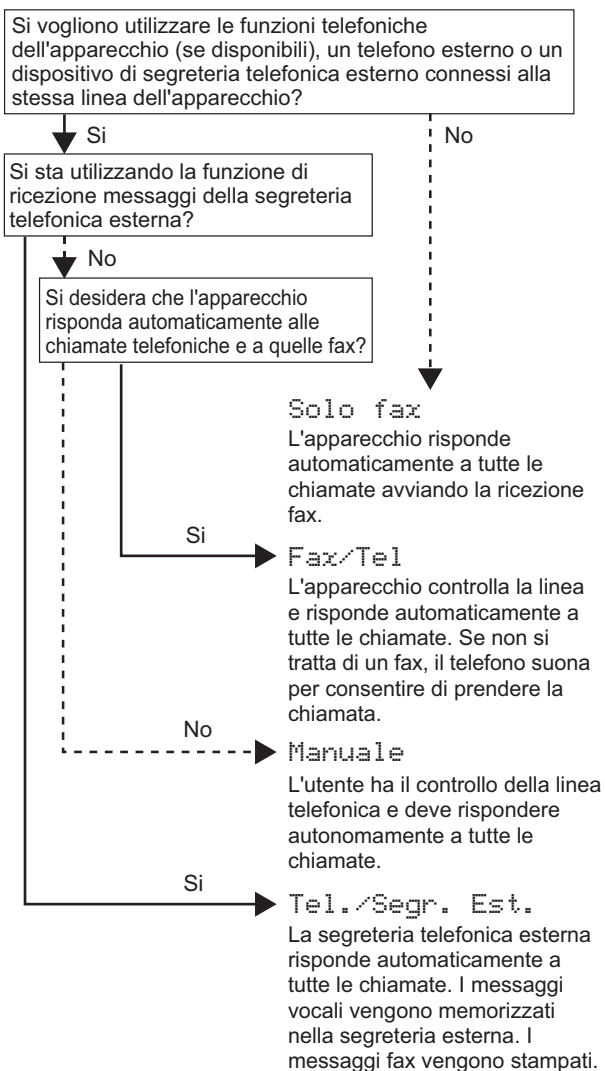 Si vogliono utilizzare le funzioni telefoniche
dell'apparecchio (se disponibili), un telefono esterno o un
dispositivo di segreteria telefonica esterno connessi alla
stessa linea dell'apparecchio?
Si
No
Si sta utilizzando la funzione di
ricezione messaggi della segreteria
telefonica esterna?
No
Si desidera che l'apparecchio
risponda automaticamente alle
chiamate telefoniche e a quelle fax?
Solo fax
L'apparecchio risponde
automaticamente a tutte le
chiamate avviando la ricezione
fax.
Si
Fax/Tel
L'apparecchio controlla la linea
e risponde automaticamente a
tutte le chiamate. Se non si
tratta di un fax, il telefono suona
per consentire di prendere la
chiamata.
No
Manuale
L'utente ha il controllo della linea
telefonica e deve rispondere
autonomamente a tutte le
chiamate.
Si
Tel./Segr. Est.
La segreteria telefonica esterna
risponde automaticamente a
tutte le chiamate. I messaggi
vocali vengono memorizzati
nella segreteria esterna. I
messaggi fax vengono stampati.